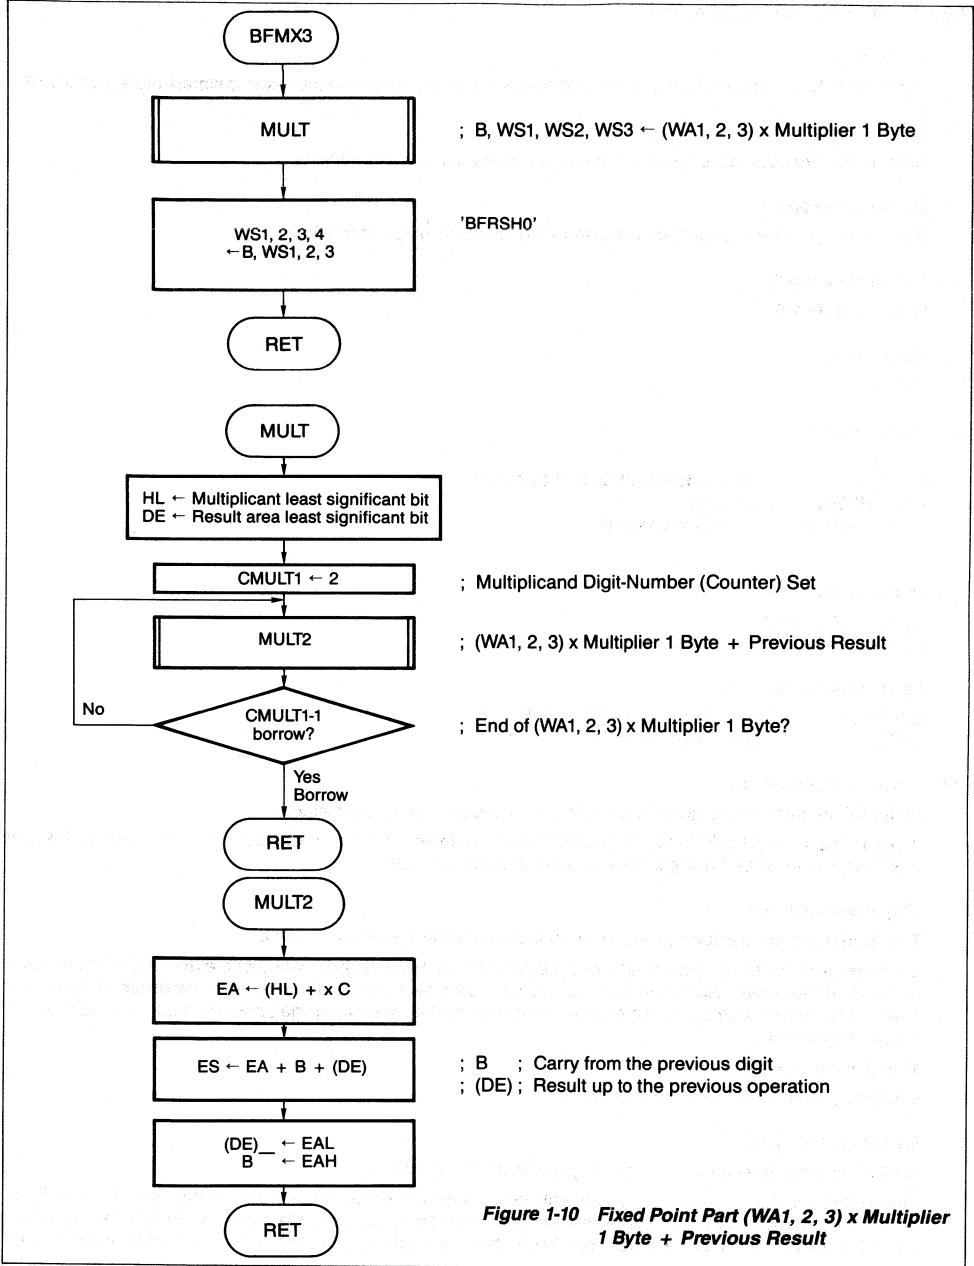 BFMX3
MULT
; B, WS1, WS2, WS3 ← (WA1, 2, 3) x Multiplier 1 Byte
WS1, 2, 3, 4
←B, WS1, 2, 3
'BFRSH0'
RET
MULT
HL ← Multiplicant least significant bit
DE ← Result area least significant bit
CMULT1 ← 2
; Multiplicand Digit-Number (Counter) Set
MULT2
; (WA1, 2, 3) x Multiplier 1 Byte + Previous Result
No
CMULT1-1
borrow?
; End of (WA1, 2, 3) x Multiplier 1 Byte?
Yes
Borrow
RET
MULT2
EA ← (HL) + x C
ES ← EA + B + (DE)
; B ; Carry from the previous digit
; (DE) ; Result up to the previous operation
(DE)_ ← EAL
B ← EAH
RET
Figure 1-10 Fixed Point Part (WA1, 2, 3) x Multiplier
1 Byte + Previous Result